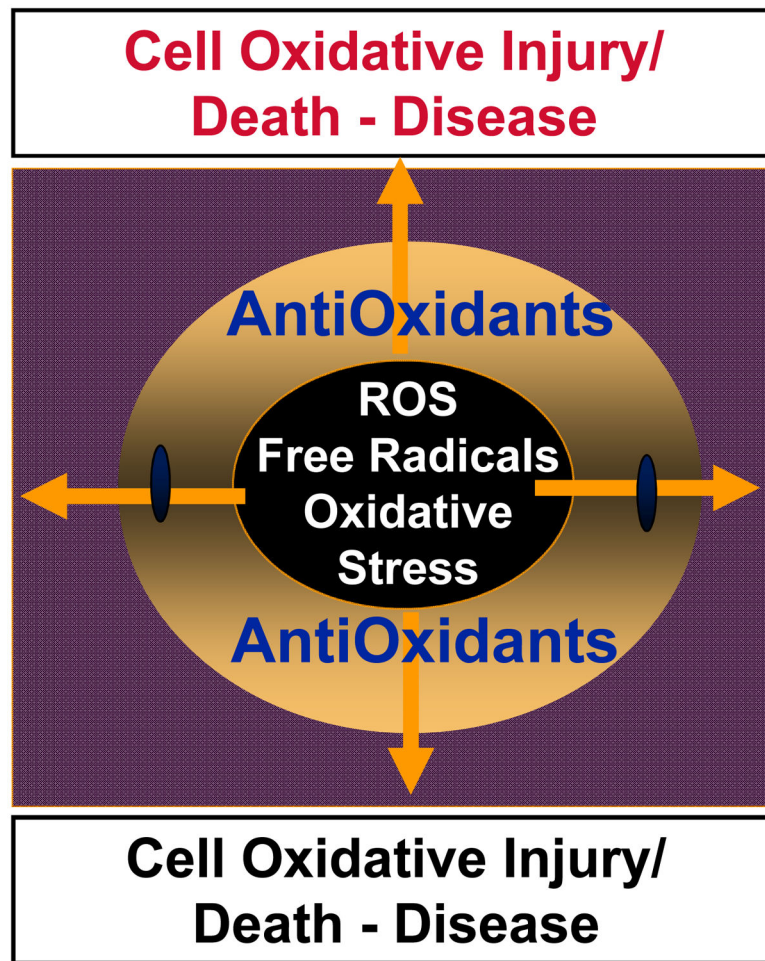 Cell Oxidative Injury/
Death - Disease
AntiOxidants
ROS
Free Radicals
Oxidative
Stress
AntiOxidants
Cell Oxidative Injury/
Death - Disease